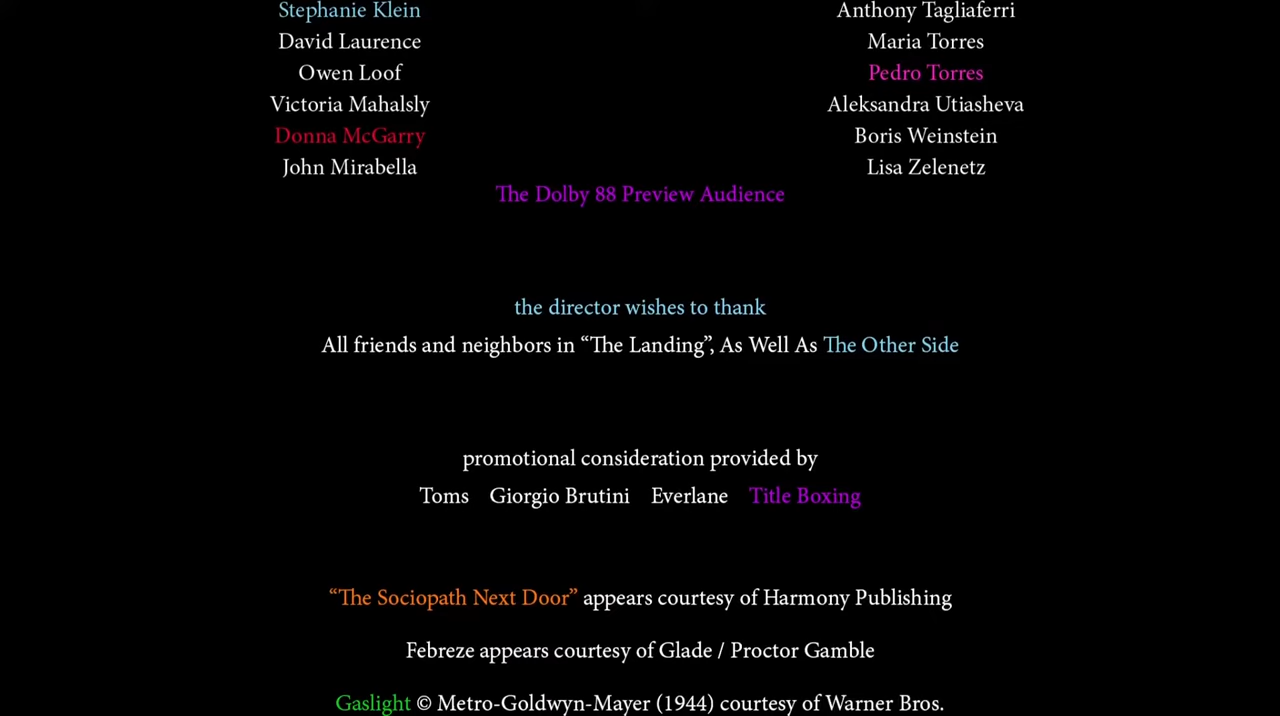 Stephanie Klein
David Laurence
Owen Loof
Victoria Mahalsly
Donna McGarry
John Mirabella
Anthony Tagliaferri
Maria Torres
Pedro Torres
Aleksandra Utiasheva
Boris Weinstein
Lisa Zelenetz
The Dolby 88 Preview Audience
the director wishes to thank
All friends and neighbors in “The Landing”, As Well As The Other Side
promotional consideration provided by
Toms Giorgio Brutini Everlane Title Boxing
“The Sociopath Next Door” appears courtesy of Harmony Publishing
Febreze appears courtesy of Glade / Proctor Gamble
Gaslight © Metro-Goldwyn-Mayer (1944) courtesy of Warner Bros.